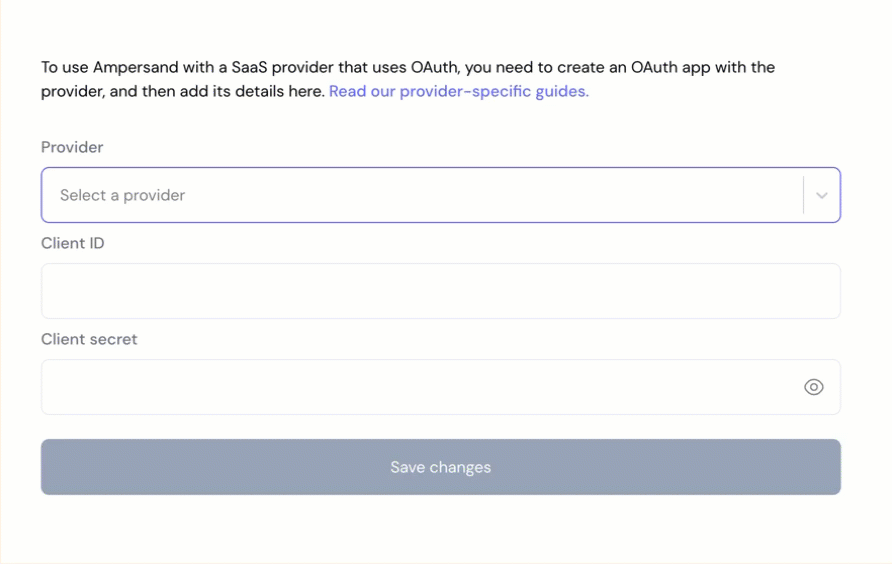 To use Ampersand with a SaaS provider that uses OAuth, you need to create an OAuth app with the
provider, and then add its details here. Read our provider-specific guides.
Provider
Select a provider
Client ID
Client secret
Save changes